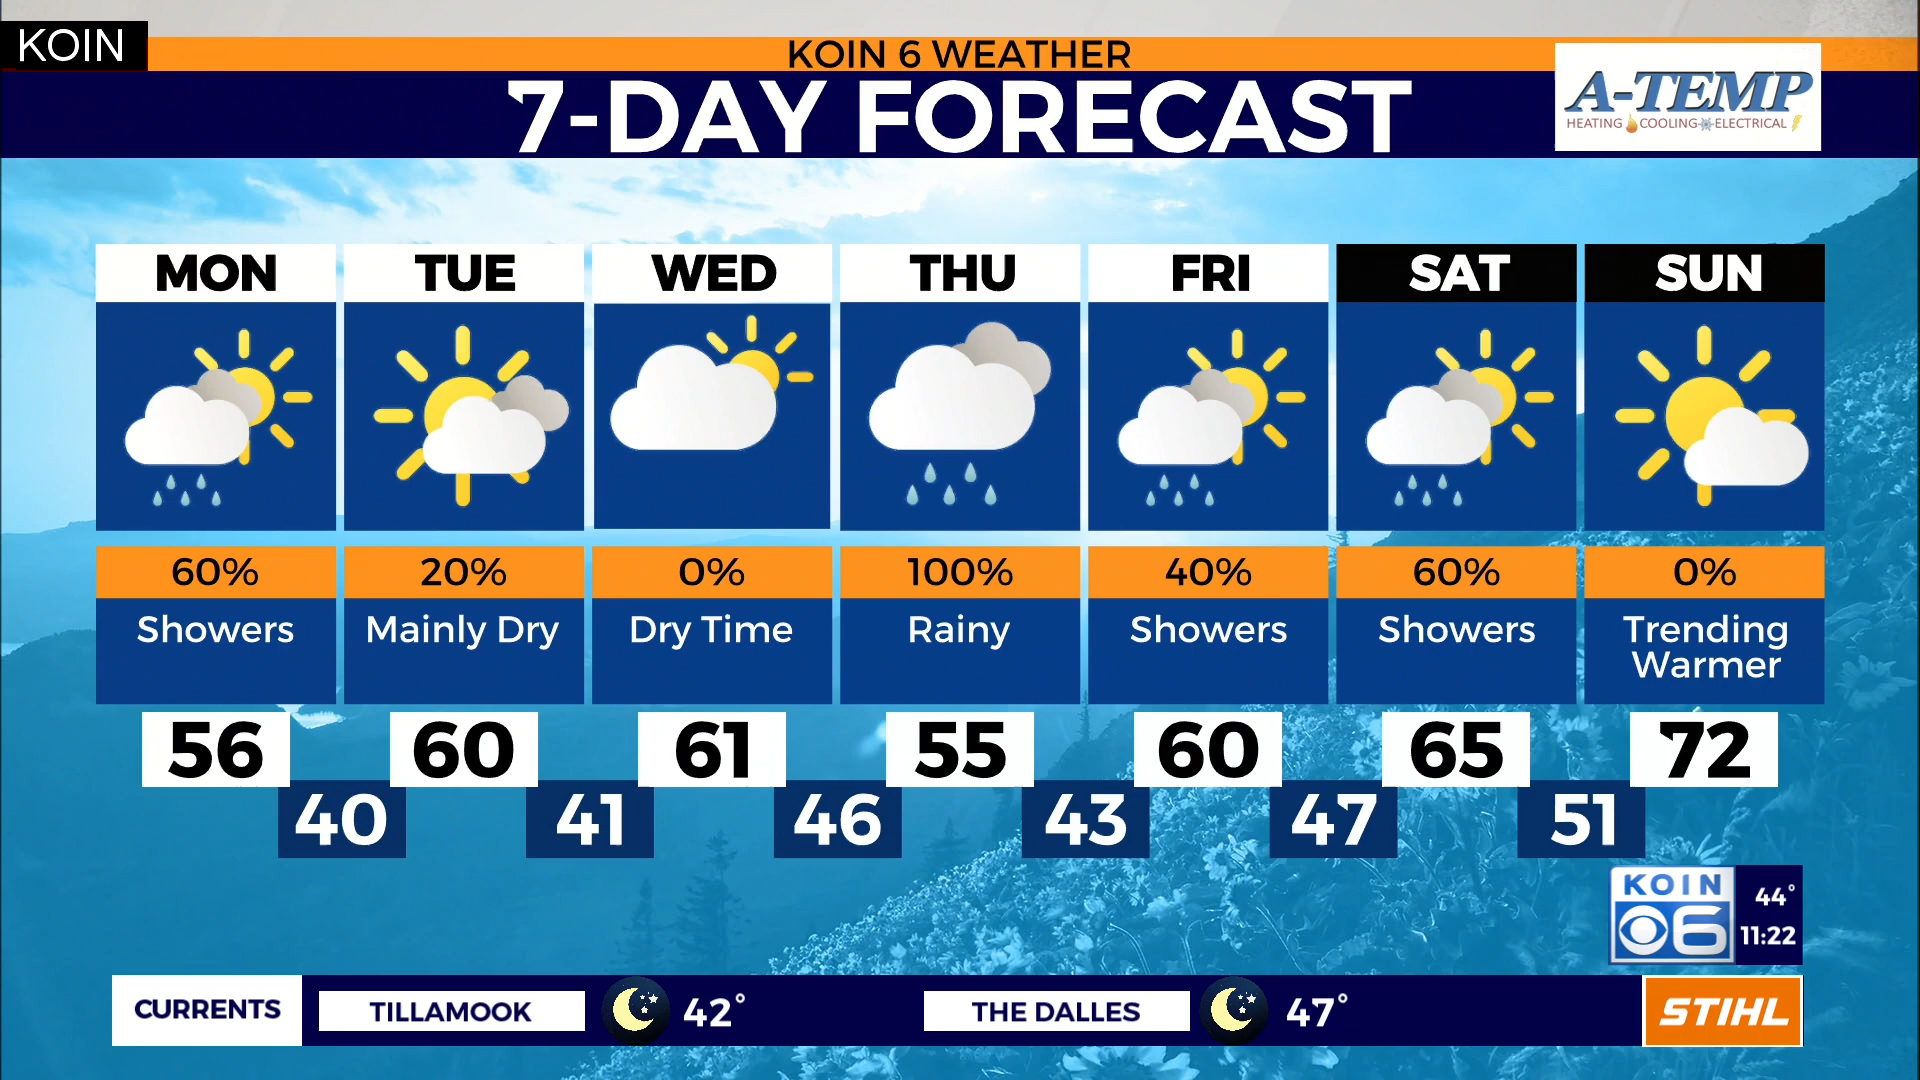 KOIN
KOIN 6 WEATHER
7-DAY FORECAST
A-TEMP
HEATING COOLING ELECTRICAL
MON TUE WED THU FRI SAT SUN
60% 20% 0% 100% 40% 60% 0%
Showers Mainly Dry Dry Time Rainy Showers Showers Trending
Warmer
56 60 61 55 60 65 72
40 41 46 43 47 51
KOIN 44°
6 11:22
CURRENTS TILLAMOOK 42° THE DALLES 47° STIHL